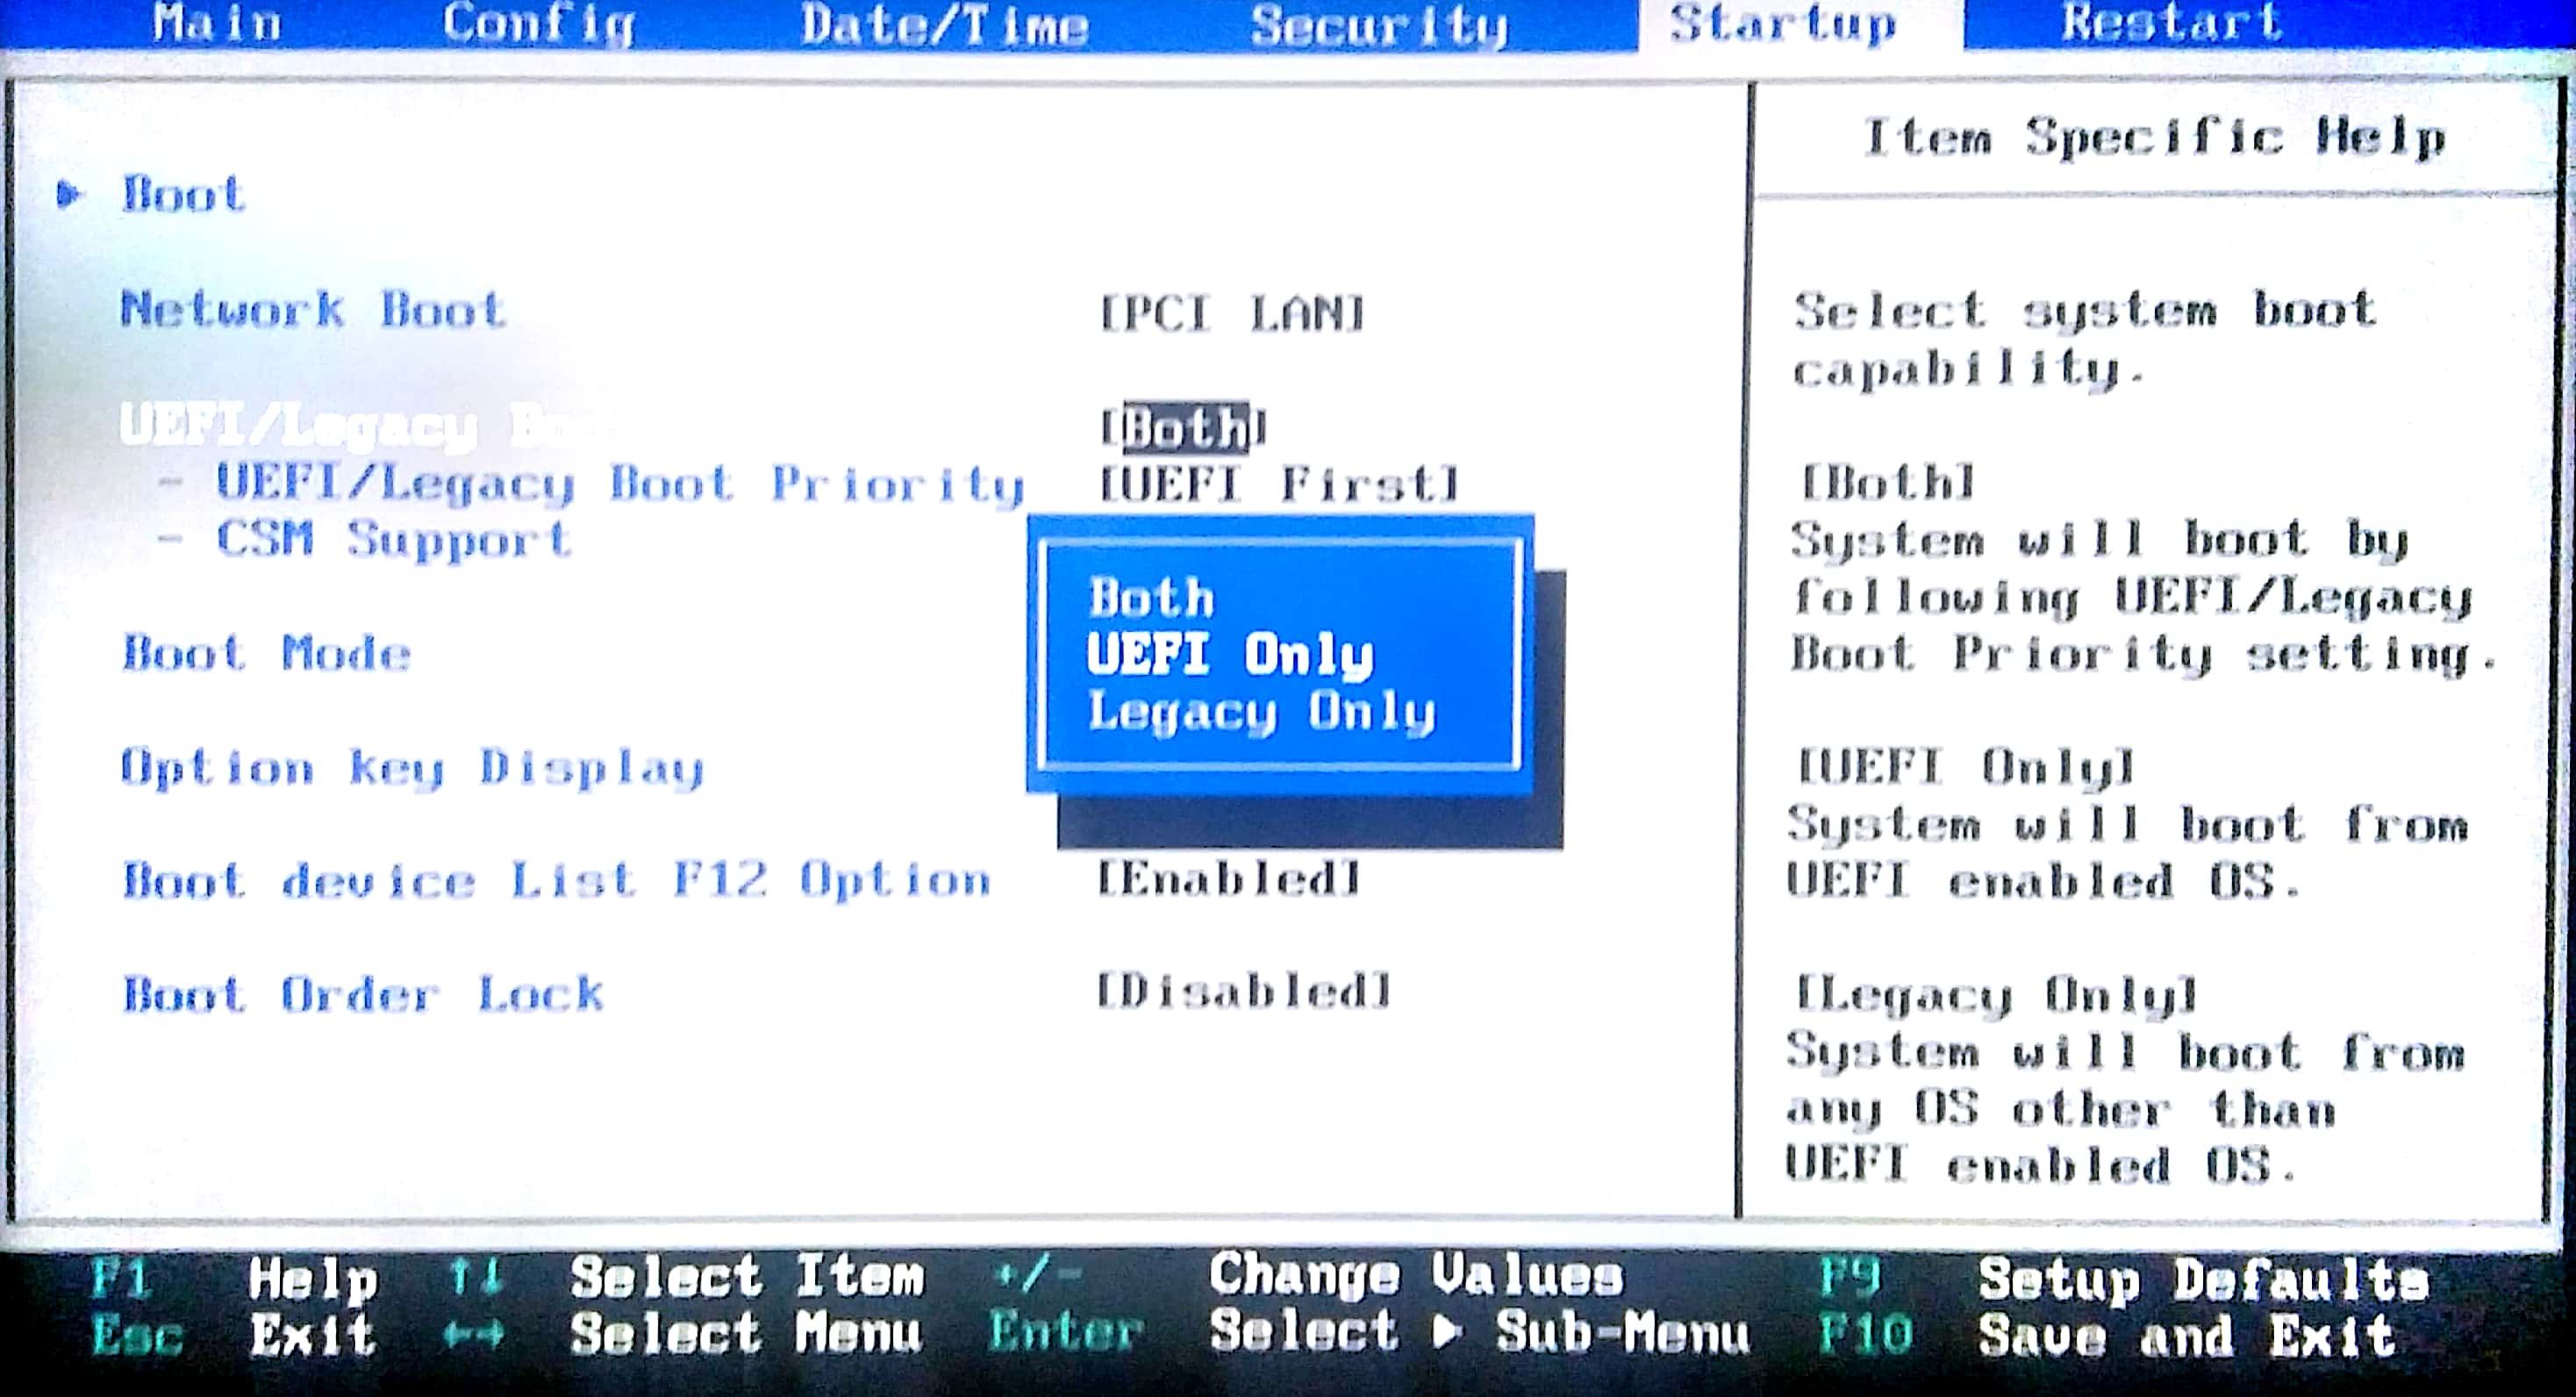 Main Config Date/Time Security Startup Restart
Item Specific Help
Boot
Network Boot [PCI LAN]
UEFI/Legacy [Both]
- UEFI/Legacy Boot Priority [UEFI First]
- CSM Support
Boot Mode
Option key Display
Boot device List F12 Option [Enabled]
Boot Order Lock [Disabled]
Both
UEFI Only
Legacy Only
Select system boot
capability.
[Both]
System will boot by
following UEFI/Legacy
Boot Priority setting.
[UEFI Only]
System will boot from
UEFI enabled OS.
[Legacy Only]
System will boot from
any OS other than
UEFI enabled OS.
F1 Help ↑↓ Select Item +/- Change Values F9 Setup Defaults
Esc Exit ←→ Select Menu Enter Select ▶ Sub-Menu F10 Save and Exit